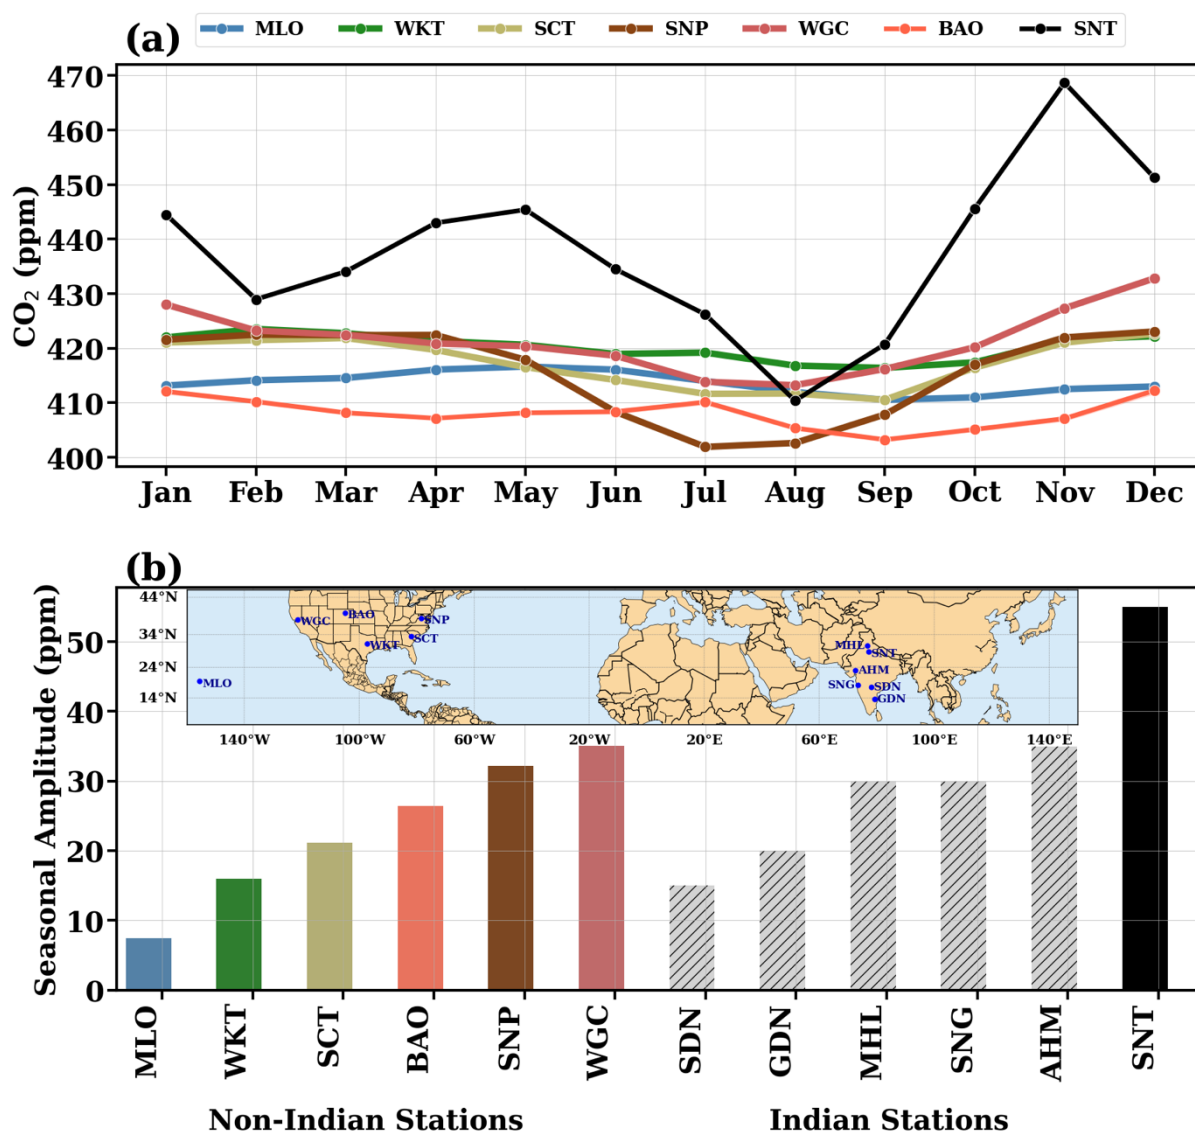 (a)
MLO WKT SCT SNP WGC BAO SNT
CO₂ (ppm)
470
460
450
440
430
420
410
400
Jan Feb Mar Apr May Jun Jul Aug Sep Oct Nov Dec
(b)
Seasonal Amplitude (ppm)
50
40
30
20
10
0
44°N
34°N
24°N
14°N
WGC
BAO
SNP
SCT
WKT
MLO
MHL
SNT
AHM
SNG
SDN
GDN
140°W 100°W 60°W 20°W 20°E 60°E 100°E 140°E
MLO WKT SCT BAO SNP WGC SDN GDN MHL SNG AHM SNT
Non-Indian Stations Indian Stations